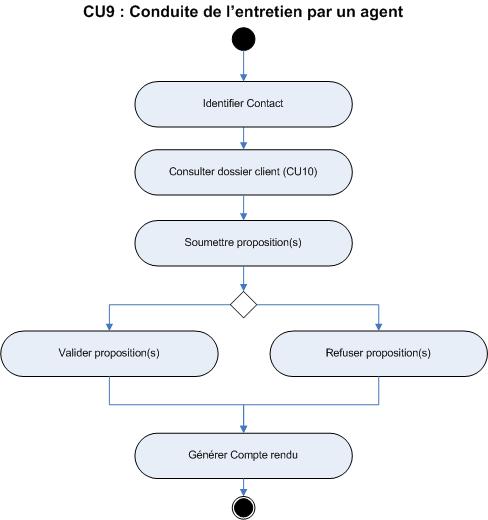 CU9 : Conduite de l’entretien par un agent
Identifier Contact
Consulter dossier client (CU10)
Soumettre proposition(s)
Valider proposition(s)
Refuser proposition(s)
Générer Compte rendu